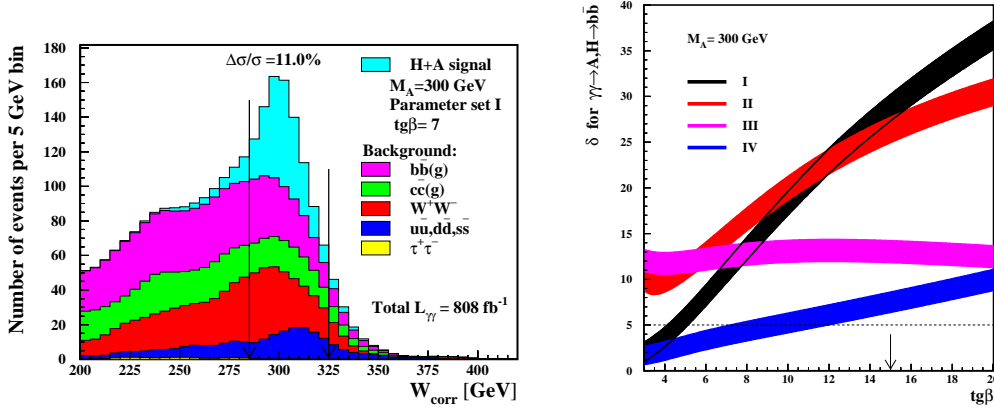 Number of events per 5 GeV bin
180
160
140
120
100
80
60
40
20
0
Δσ/σ =11.0%
H+A signal
M_A=300 GeV
Parameter set I
tgβ= 7
Background:
bb̄(g)
cc̄(g)
W⁺W⁻
uū,dd̄,ss̄
τ⁺τ⁻
Total L_γγ = 808 fb⁻¹
200 225 250 275 300 325 350 375 400
W_corr [GeV]
δ for γγ→A,H→bb̄
40
35
30
25
20
15
10
5
0
M_A= 300 GeV
I
II
III
IV
4 6 8 10 12 14 16 18 20
tgβ